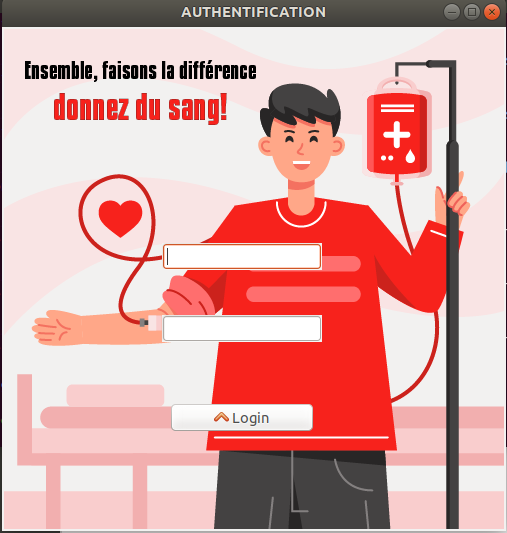 AUTHENTIFICATION
Ensemble, faisons la différence
donnez du sang!
Login